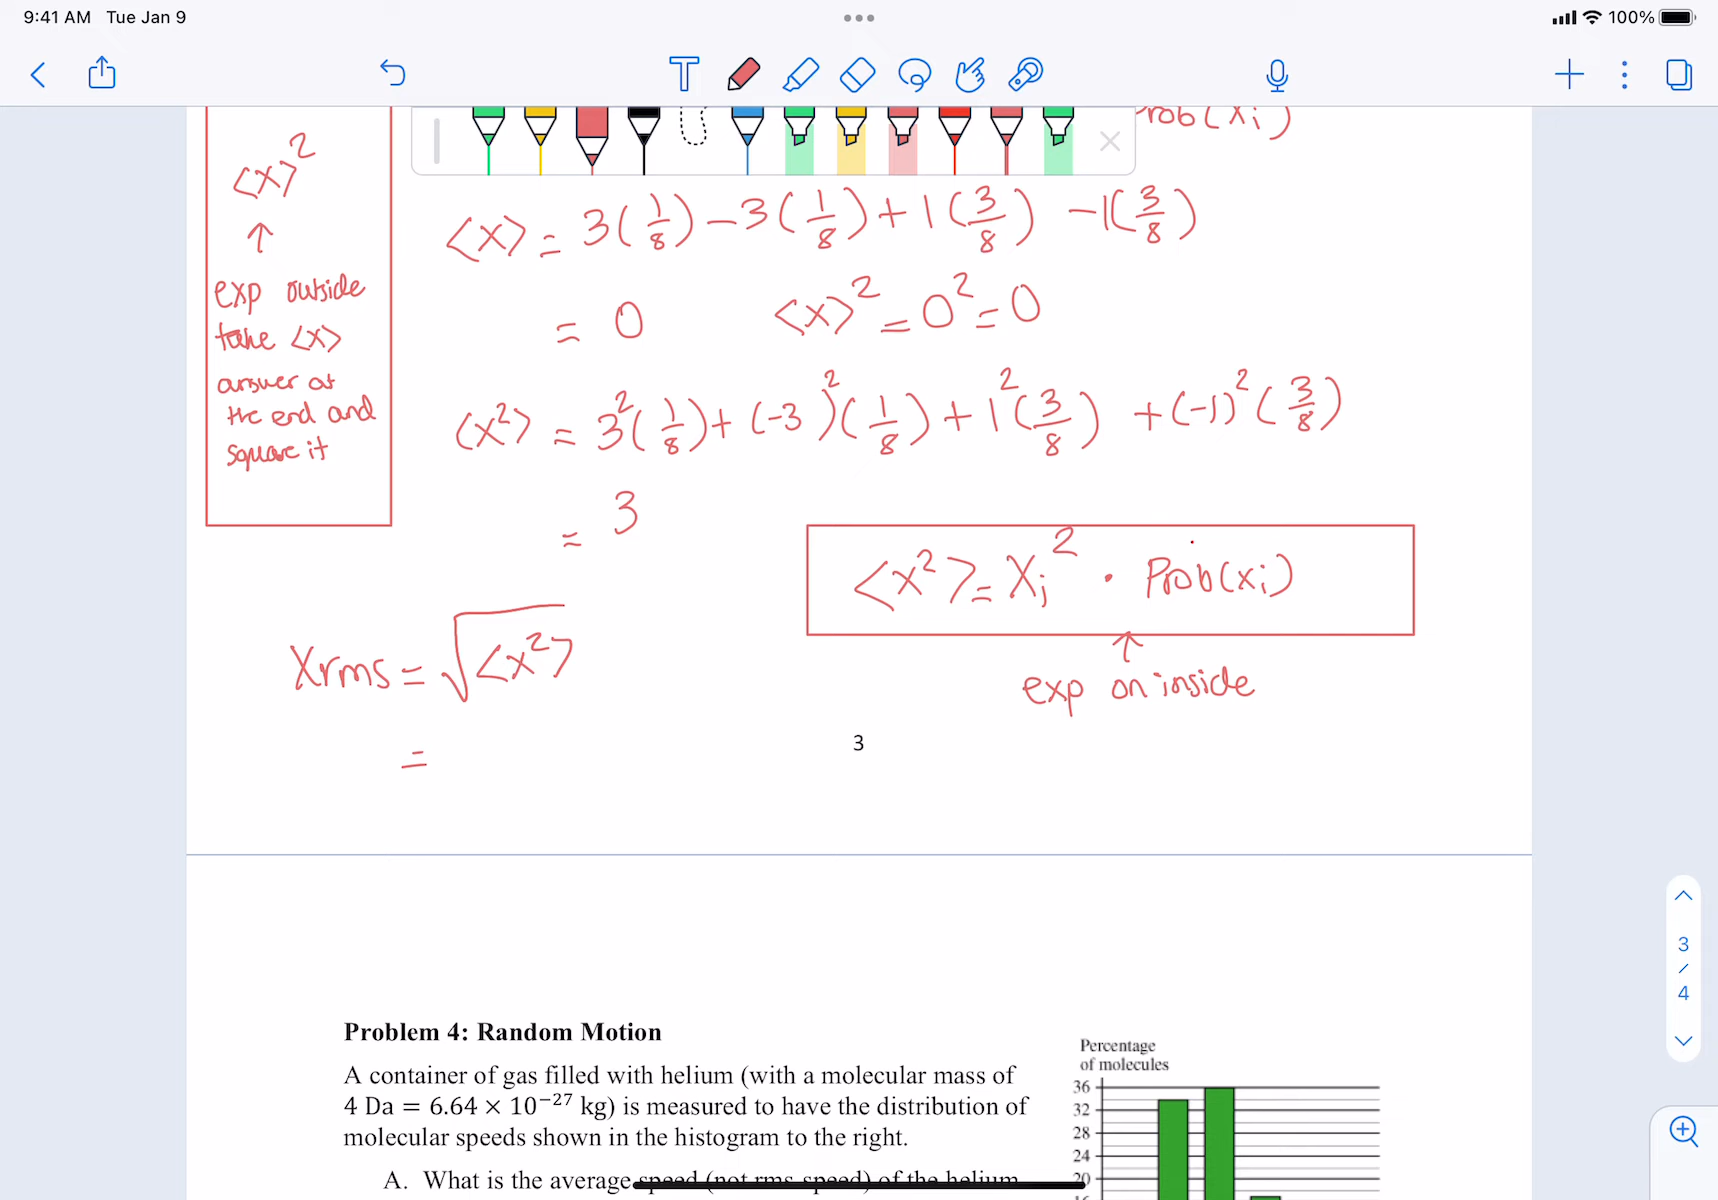 9:41 AM Tue Jan 9
100%
Prob(xi)
<x>²
↑
exp outside
take <x>
answer at
the end and
square it
<x> = 3(1/8) - 3(1/8) + 1(3/8) - 1(3/8)
= 0 <x>² = 0² = 0
<x²> = 3²(1/8) + (-3)²(1/8) + 1²(3/8) + (-1)²(3/8)
= 3
<x²> = Xi² · Prob(xi)
↑
exp on inside
Xrms = √<x²>
=
3
3
/
4
Problem 4: Random Motion
A container of gas filled with helium (with a molecular mass of
4 Da = 6.64 × 10⁻²⁷ kg) is measured to have the distribution of
molecular speeds shown in the histogram to the right.
A. What is the average speed (not rms speed) of the helium
Percentage
of molecules
36
32
28
24
20
16